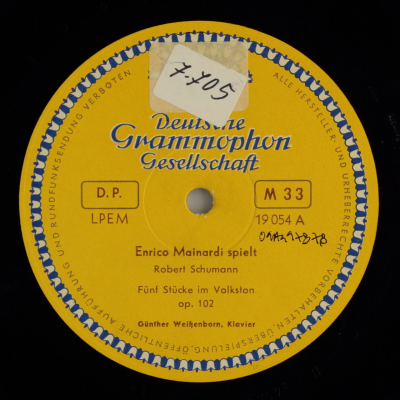 7.705
Deutsche
Grammophon
Gesellschaft
D.P.
M 33
LPEM
19 054 A
Enrico Mainardi spielt
Robert Schumann
Fünf Stücke im Volkston
op. 102
Günther Weißenborn, Klavier
ALLE HERSTELLER- UND URHEBERRECHTE VORBEHALTEN. ÜBERSPIELUNG, ÖFFENTLICHE AUFFÜHRUNG UND RUNDFUNKSENDUNG VERBOTEN